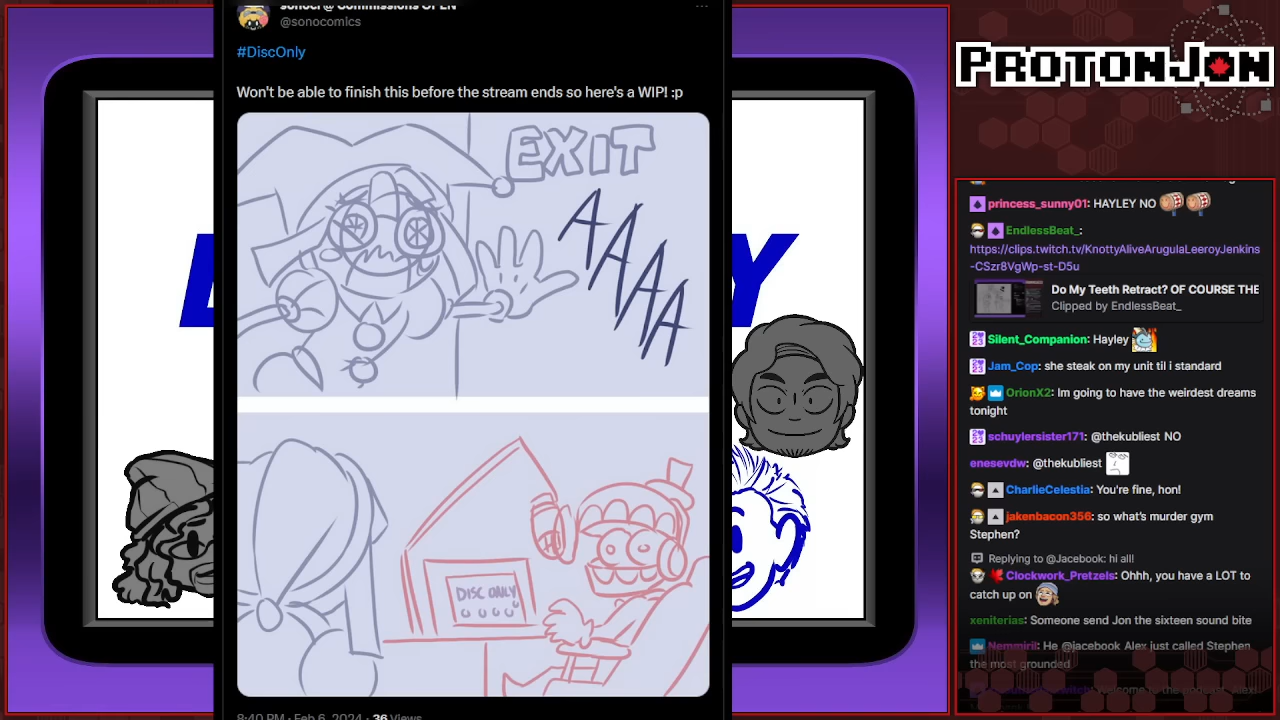 @sonocomics
#DiscOnly
Won't be able to finish this before the stream ends so here's a WIP! :p
EXIT
AAAA
DISC ONLY
8:40 PM · Feb 6, 2024 · 36 Views
Y
PROTONJON
princess_sunny01: HAYLEY NO
EndlessBeat_:
https://clips.twitch.tv/KnottyAliveArugulaLeeroyJenkins
-CSzr8VgWp-st-D5u
Do My Teeth Retract? OF COURSE THE
Clipped by EndlessBeat_
Silent_Companion: Hayley
Jam_Cop: she steak on my unit til i standard
OrionX2: Im going to have the weirdest dreams
tonight
schuylersister171: @thekubliest NO
enesevdw: @thekubliest
CharlieCelestia: You're fine, hon!
jakenbacon356: so what's murder gym
Stephen?
Replying to @Jacebook: hi all!
Clockwork_Pretzels: Ohhh, you have a LOT to
catch up on
xeniterias: Someone send Jon the sixteen sound bite
Nemmiril: He @jacebook Alex just called Stephen
the most grounded
Welcome to the podcast, Alex!